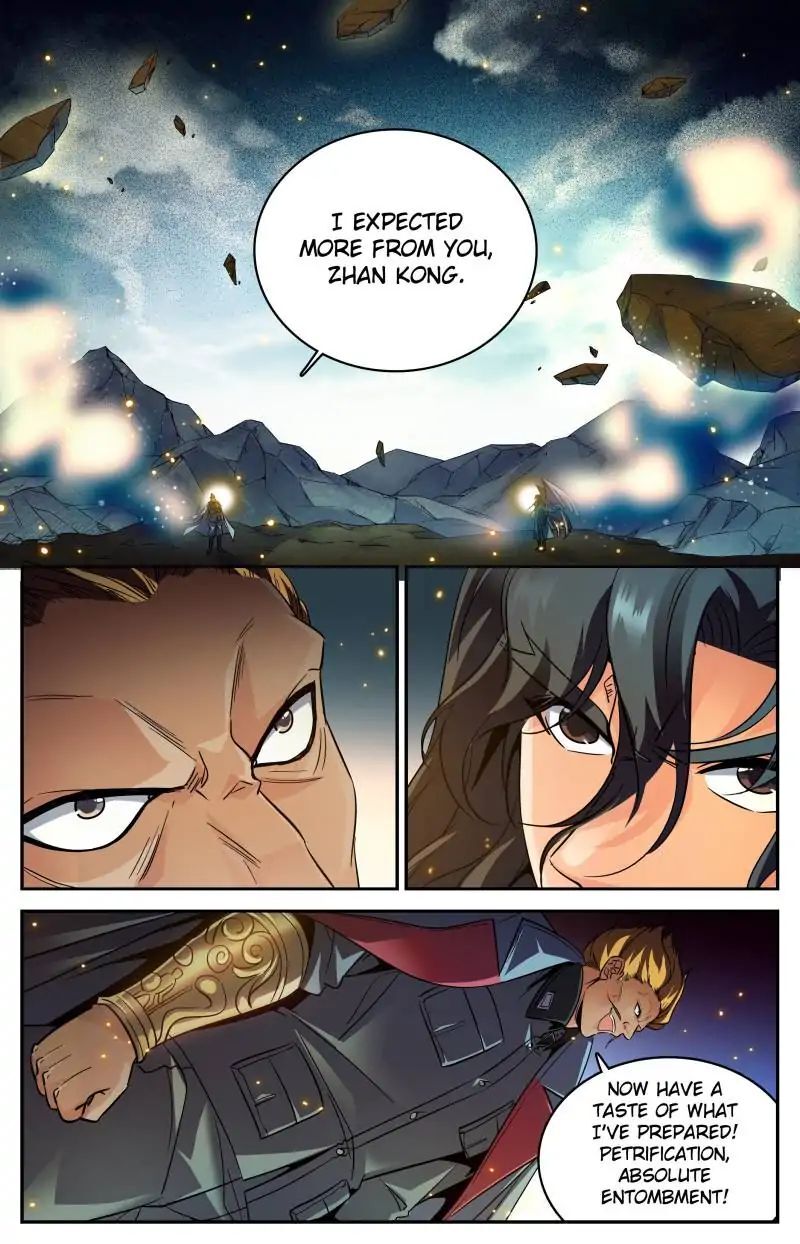 I EXPECTED
MORE FROM YOU,
ZHAN KONG.
NOW HAVE A
TASTE OF WHAT
I'VE PREPARED!
PETRIFICATION,
ABSOLUTE
ENTOMBMENT!